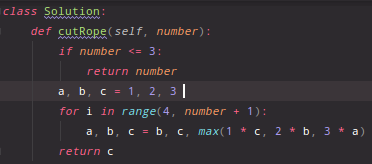 class Solution:
    def cutRope(self, number):
        if number <= 3:
            return number
        a, b, c = 1, 2, 3
        for i in range(4, number + 1):
            a, b, c = b, c, max(1 * c, 2 * b, 3 * a)
        return c